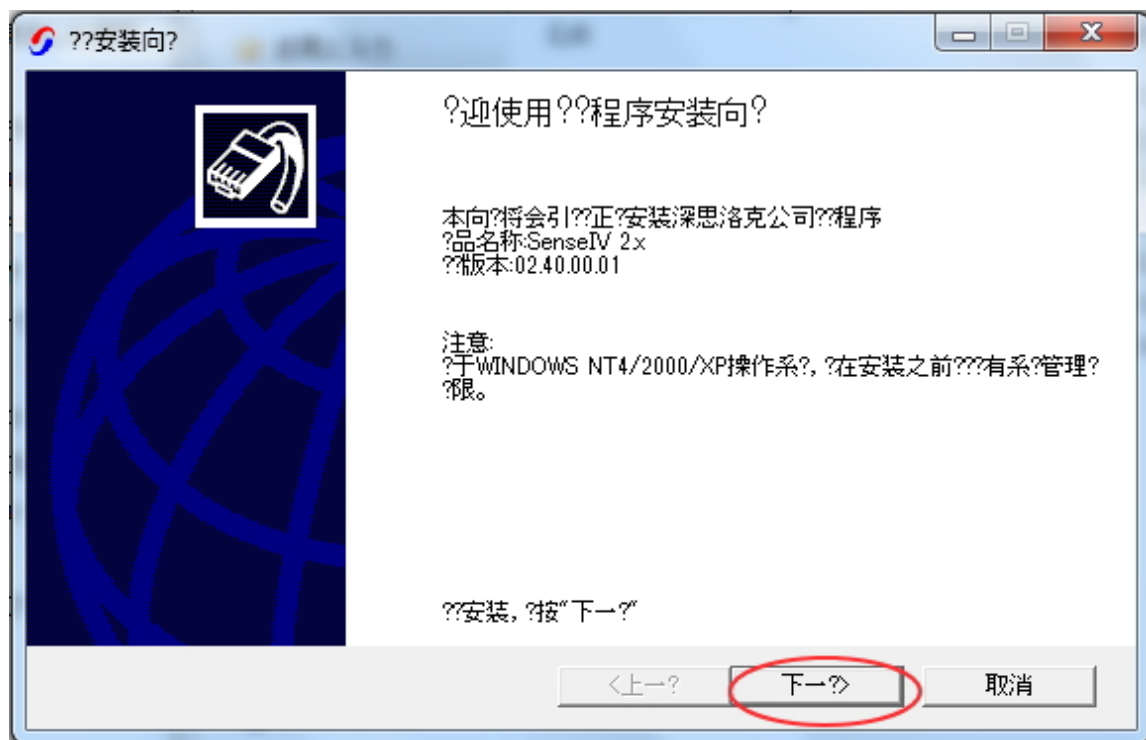 ??安装向?
?迎使用??程序安装向?
本向?将会引??正?安装深思洛克公司??程序
?品名称:SenseIV 2x
??版本:02.40.00.01
注意:
?于WINDOWS NT4/2000/XP操作系?, ?在安装之前???有系?管理?
?限。
??安装, ?按"下一?"
<上一?
下一?>
取消